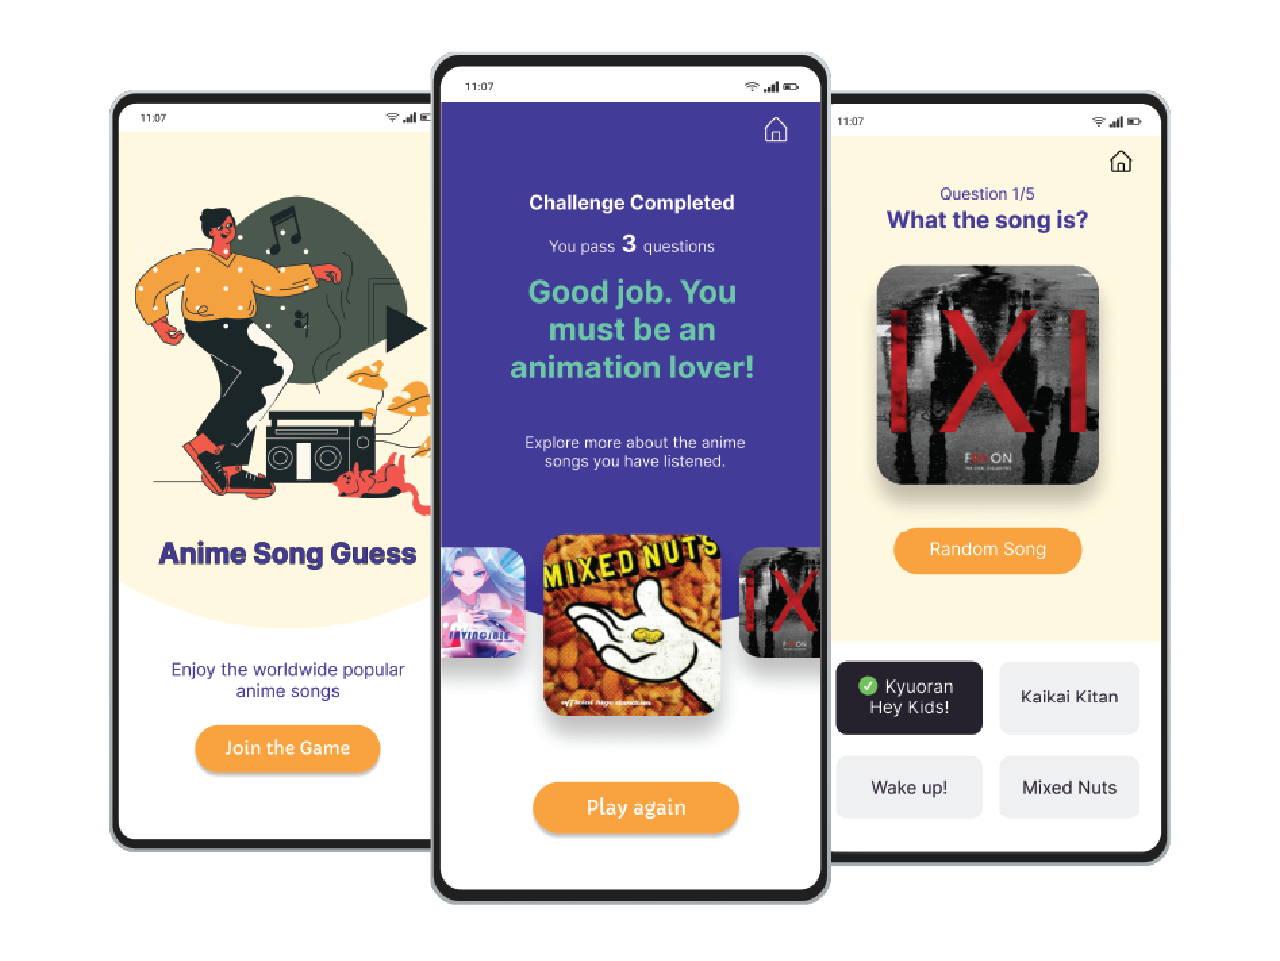 11:07
Anime Song Guess
Enjoy the worldwide popular
anime songs
Join the Game
11:07
Challenge Completed
You pass 3 questions
Good job. You
must be an
animation lover!
Explore more about the anime
songs you have listened.
INVINCIBLE
MIXED NUTS
IX
Play again
11:07
Question 1/5
What the song is?
IXI
Random Song
Kyuoran
Hey Kids!
Kaikai Kitan
Wake up!
Mixed Nuts